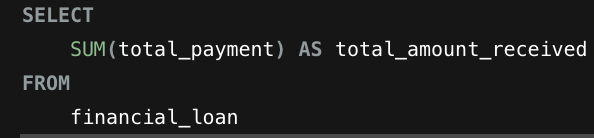 SELECT
    SUM(total_payment) AS total_amount_received
FROM
    financial_loan